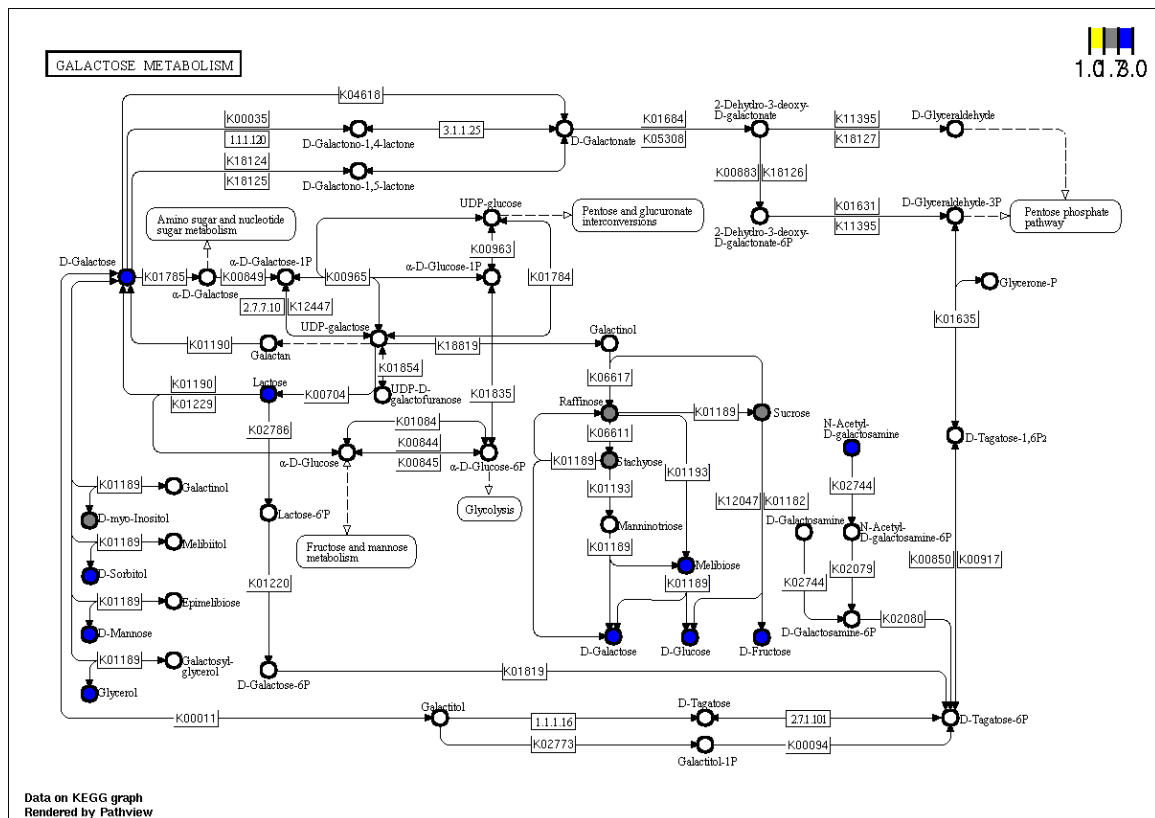 GALACTOSE METABOLISM
1.0 1.7 3.0
K04618
K00035
1.1.1.120
D-Galactono-1,4-lactone
3.1.1.25
D-Galactonate
K01684
K05308
2-Dehydro-3-deoxy-
D-galactonate
K11395
K18127
D-Glyceraldehyde
K18124
K18125
D-Galactono-1,5-lactone
K00883
K18126
Amino sugar and nucleotide
sugar metabolism
UDP-glucose
Pentose and glucuronate
interconversions
2-Dehydro-3-deoxy-
D-galactonate-6P
K01631
K11395
D-Glyceraldehyde-3P
Pentose phosphate
pathway
D-Galactose
K01785
α-D-Galactose
K00849
α-D-Galactose-1P
K00965
α-D-Glucose-1P
K00963
K01784
Glycerone-P
2.7.7.10
K12447
UDP-galactose
K01635
K01190
Galactan
K18819
Galactinol
K01854
UDP-D-
galactofuranose
K01190
K01229
Lactose
K00704
K01835
K06617
K02786
Raffinose
K01189
Sucrose
K01084
K00844
K00845
α-D-Glucose
α-D-Glucose-6P
K06611
K01189
Stachyose
K01193
N-Acetyl-
D-galactosamine
D-Tagatose-1,6P2
K01189
Galactinol
D-myo-Inositol
K01193
K02744
Glycolysis
K12047
K01182
Lactose-6'P
Manninotriose
D-Galactosamine
N-Acetyl-
D-galactosamine-6P
K01189
Melibiitol
D-Sorbitol
Fructose and mannose
metabolism
K01189
Melibiose
K00850
K00917
K01220
K01189
K02744
K02079
K01189
Epimelibiose
D-Mannose
D-Galactose
D-Glucose
D-Fructose
D-Galactosamine-6P
K02080
K01189
Galactosyl-
glycerol
Glycerol
D-Galactose-6P
K01819
K00011
Galactitol
1.1.1.16
D-Tagatose
2.7.1.101
D-Tagatose-6P
K02773
Galactitol-1P
K00094
Data on KEGG graph
Rendered by Pathview